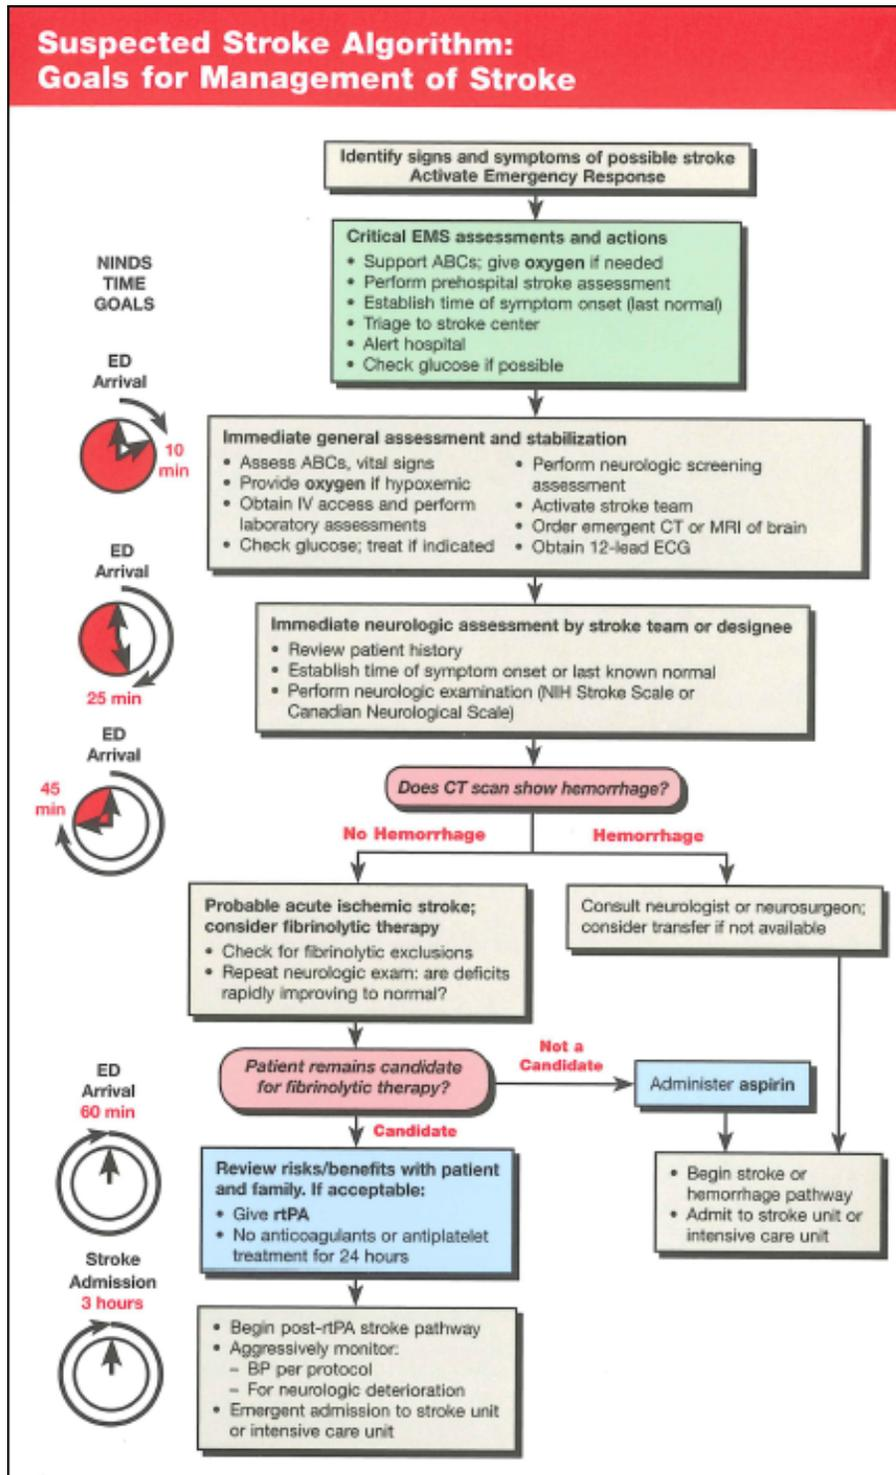 Suspected Stroke Algorithm:
Goals for Management of Stroke
Identify signs and symptoms of possible stroke
Activate Emergency Response
NINDS
TIME
GOALS
Critical EMS assessments and actions
• Support ABCs; give oxygen if needed
• Perform prehospital stroke assessment
• Establish time of symptom onset (last normal)
• Triage to stroke center
• Alert hospital
• Check glucose if possible
ED
Arrival
10
min
Immediate general assessment and stabilization
• Assess ABCs, vital signs
• Provide oxygen if hypoxemic
• Obtain IV access and perform
laboratory assessments
• Check glucose; treat if indicated
• Perform neurologic screening
assessment
• Activate stroke team
• Order emergent CT or MRI of brain
• Obtain 12-lead ECG
ED
Arrival
25 min
Immediate neurologic assessment by stroke team or designee
• Review patient history
• Establish time of symptom onset or last known normal
• Perform neurologic examination (NIH Stroke Scale or
Canadian Neurological Scale)
ED
Arrival
45
min
Does CT scan show hemorrhage?
No Hemorrhage
Hemorrhage
Probable acute ischemic stroke;
consider fibrinolytic therapy
• Check for fibrinolytic exclusions
• Repeat neurologic exam: are deficits
rapidly improving to normal?
Consult neurologist or neurosurgeon;
consider transfer if not available
Patient remains candidate
for fibrinolytic therapy?
Not a
Candidate
Administer aspirin
ED
Arrival
60 min
Candidate
Review risks/benefits with patient
and family. If acceptable:
• Give rtPA
• No anticoagulants or antiplatelet
treatment for 24 hours
• Begin stroke or
hemorrhage pathway
• Admit to stroke unit or
intensive care unit
Stroke
Admission
3 hours
• Begin post-rtPA stroke pathway
• Aggressively monitor:
– BP per protocol
– For neurologic deterioration
• Emergent admission to stroke unit
or intensive care unit